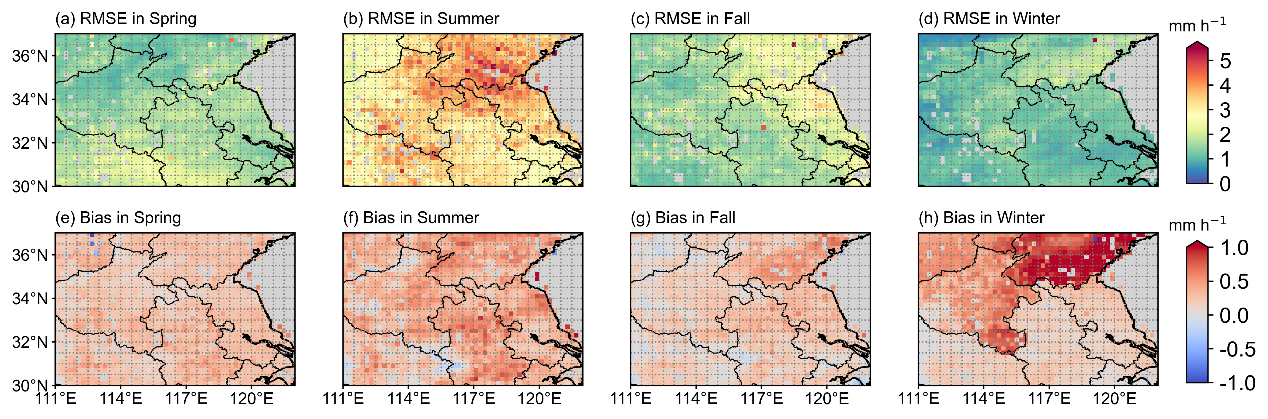 (a) RMSE in Spring (b) RMSE in Summer (c) RMSE in Fall (d) RMSE in Winter mm h⁻¹
36°N
34°N
32°N
30°N
5
4
3
2
1
0
(e) Bias in Spring (f) Bias in Summer (g) Bias in Fall (h) Bias in Winter mm h⁻¹
36°N
34°N
32°N
30°N
1.0
0.5
0.0
-0.5
-1.0
111°E 114°E 117°E 120°E 111°E 114°E 117°E 120°E 111°E 114°E 117°E 120°E 111°E 114°E 117°E 120°E